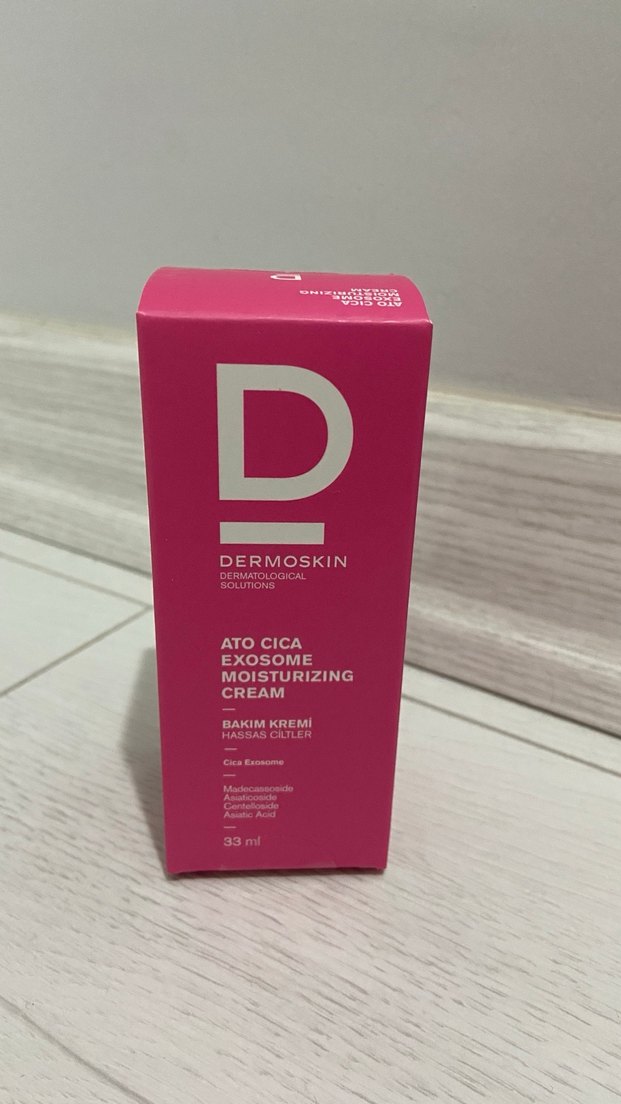 D
ATO CICA
EXOSOME
MOISTURIZING
CREAM
D
DERMOSKIN
DERMATOLOGICAL
SOLUTIONS
ATO CICA
EXOSOME
MOISTURIZING
CREAM
BAKIM KREMİ
HASSAS CİLTLER
Cica Exosome
Madecassoside
Asiaticoside
Centelloside
Asiatic Acid
33 ml